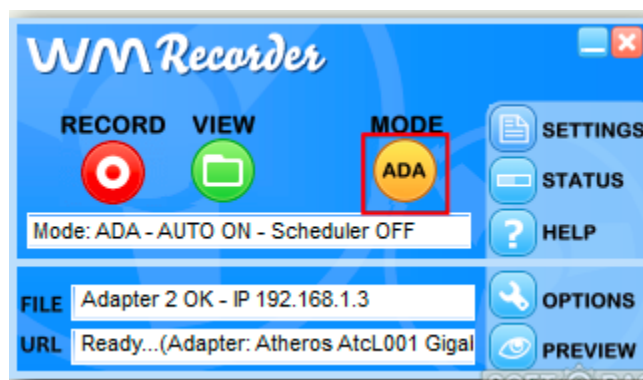 WM Recorder
RECORD VIEW MODE
ADA
SETTINGS
STATUS
Mode: ADA - AUTO ON - Scheduler OFF
? HELP
FILE Adapter 2 OK - IP 192.168.1.3
OPTIONS
URL Ready...(Adapter: Atheros AtcL001 Gigal
PREVIEW